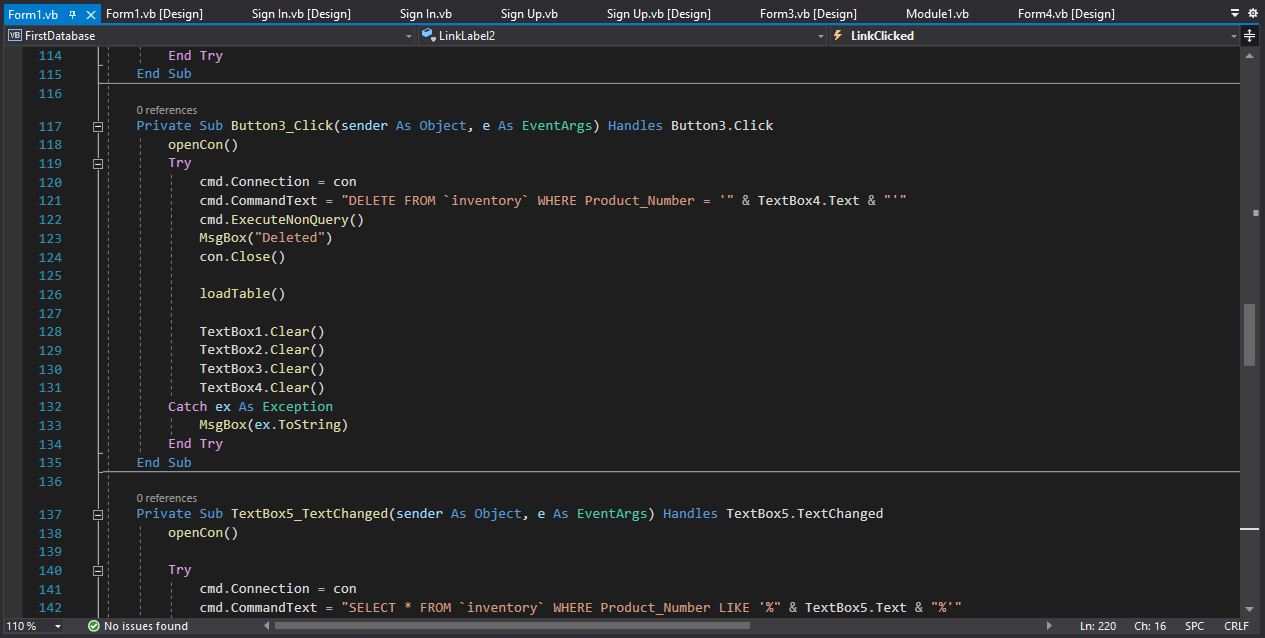 Form1.vb Form1.vb [Design] Sign In.vb [Design] Sign In.vb Sign Up.vb Sign Up.vb [Design] Form3.vb [Design] Module1.vb Form4.vb [Design]
VB FirstDatabase LinkLabel2 LinkClicked
114 End Try
115 End Sub
116
0 references
117 Private Sub Button3_Click(sender As Object, e As EventArgs) Handles Button3.Click
118 openCon()
119 Try
120 cmd.Connection = con
121 cmd.CommandText = "DELETE FROM `inventory` WHERE Product_Number = '" & TextBox4.Text & "'"
122 cmd.ExecuteNonQuery()
123 MsgBox("Deleted")
124 con.Close()
125
126 loadTable()
127
128 TextBox1.Clear()
129 TextBox2.Clear()
130 TextBox3.Clear()
131 TextBox4.Clear()
132 Catch ex As Exception
133 MsgBox(ex.ToString)
134 End Try
135 End Sub
136
0 references
137 Private Sub TextBox5_TextChanged(sender As Object, e As EventArgs) Handles TextBox5.TextChanged
138 openCon()
139
140 Try
141 cmd.Connection = con
142 cmd.CommandText = "SELECT * FROM `inventory` WHERE Product_Number LIKE '%" & TextBox5.Text & "%'"
110 % No issues found Ln: 220 Ch: 16 SPC CRLF